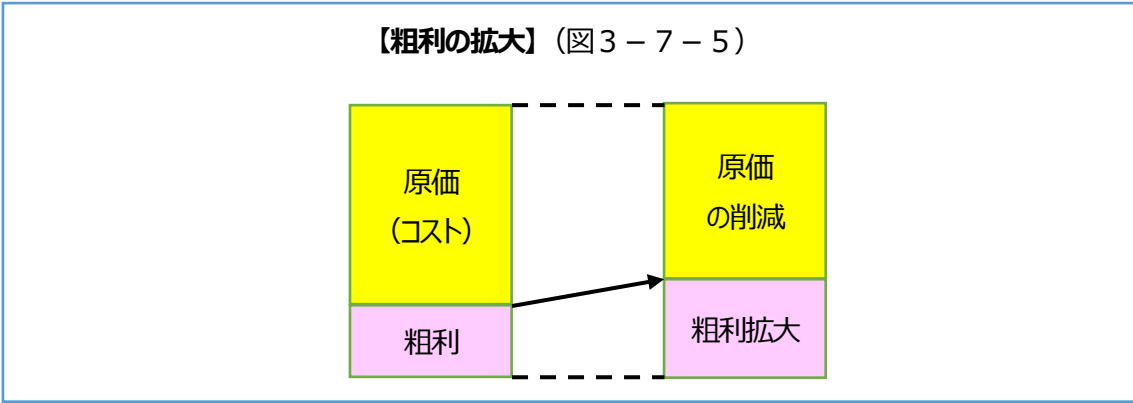 【粗利の拡大】（図３－７－５）
原価
（コスト）
粗利
原価
の削減
粗利拡大